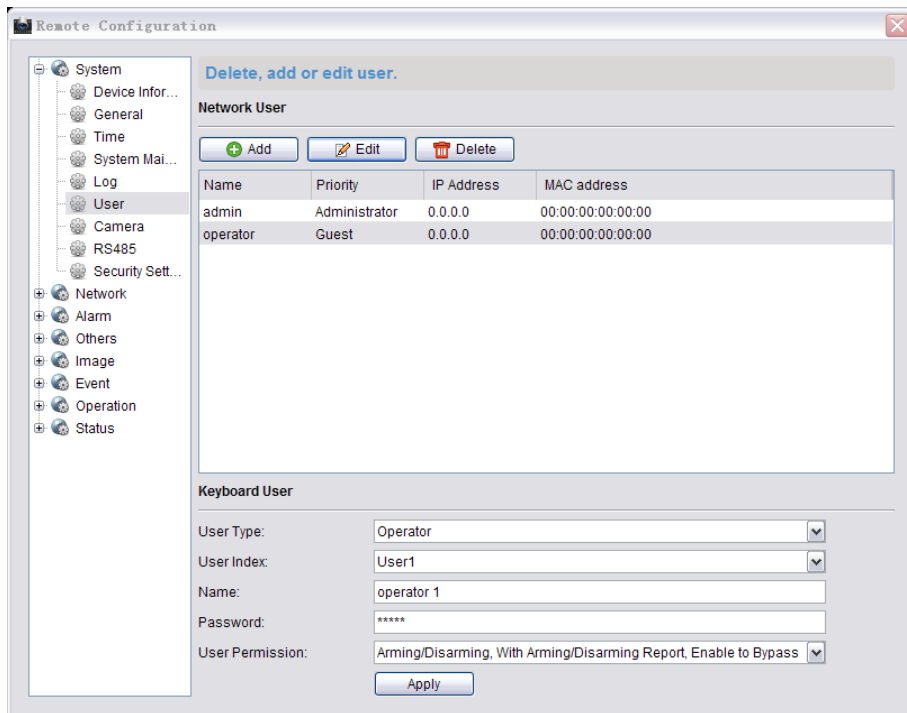 Remote Configuration
System
Device Infor...
General
Time
System Mai...
Log
User
Camera
RS485
Security Sett...
Network
Alarm
Others
Image
Event
Operation
Status
Delete, add or edit user.
Network User
Add Edit Delete
Name Priority IP Address MAC address
admin Administrator 0.0.0.0 00:00:00:00:00:00
operator Guest 0.0.0.0 00:00:00:00:00:00
Keyboard User
User Type: Operator
User Index: User1
Name: operator 1
Password: *****
User Permission: Arming/Disarming, With Arming/Disarming Report, Enable to Bypass
Apply